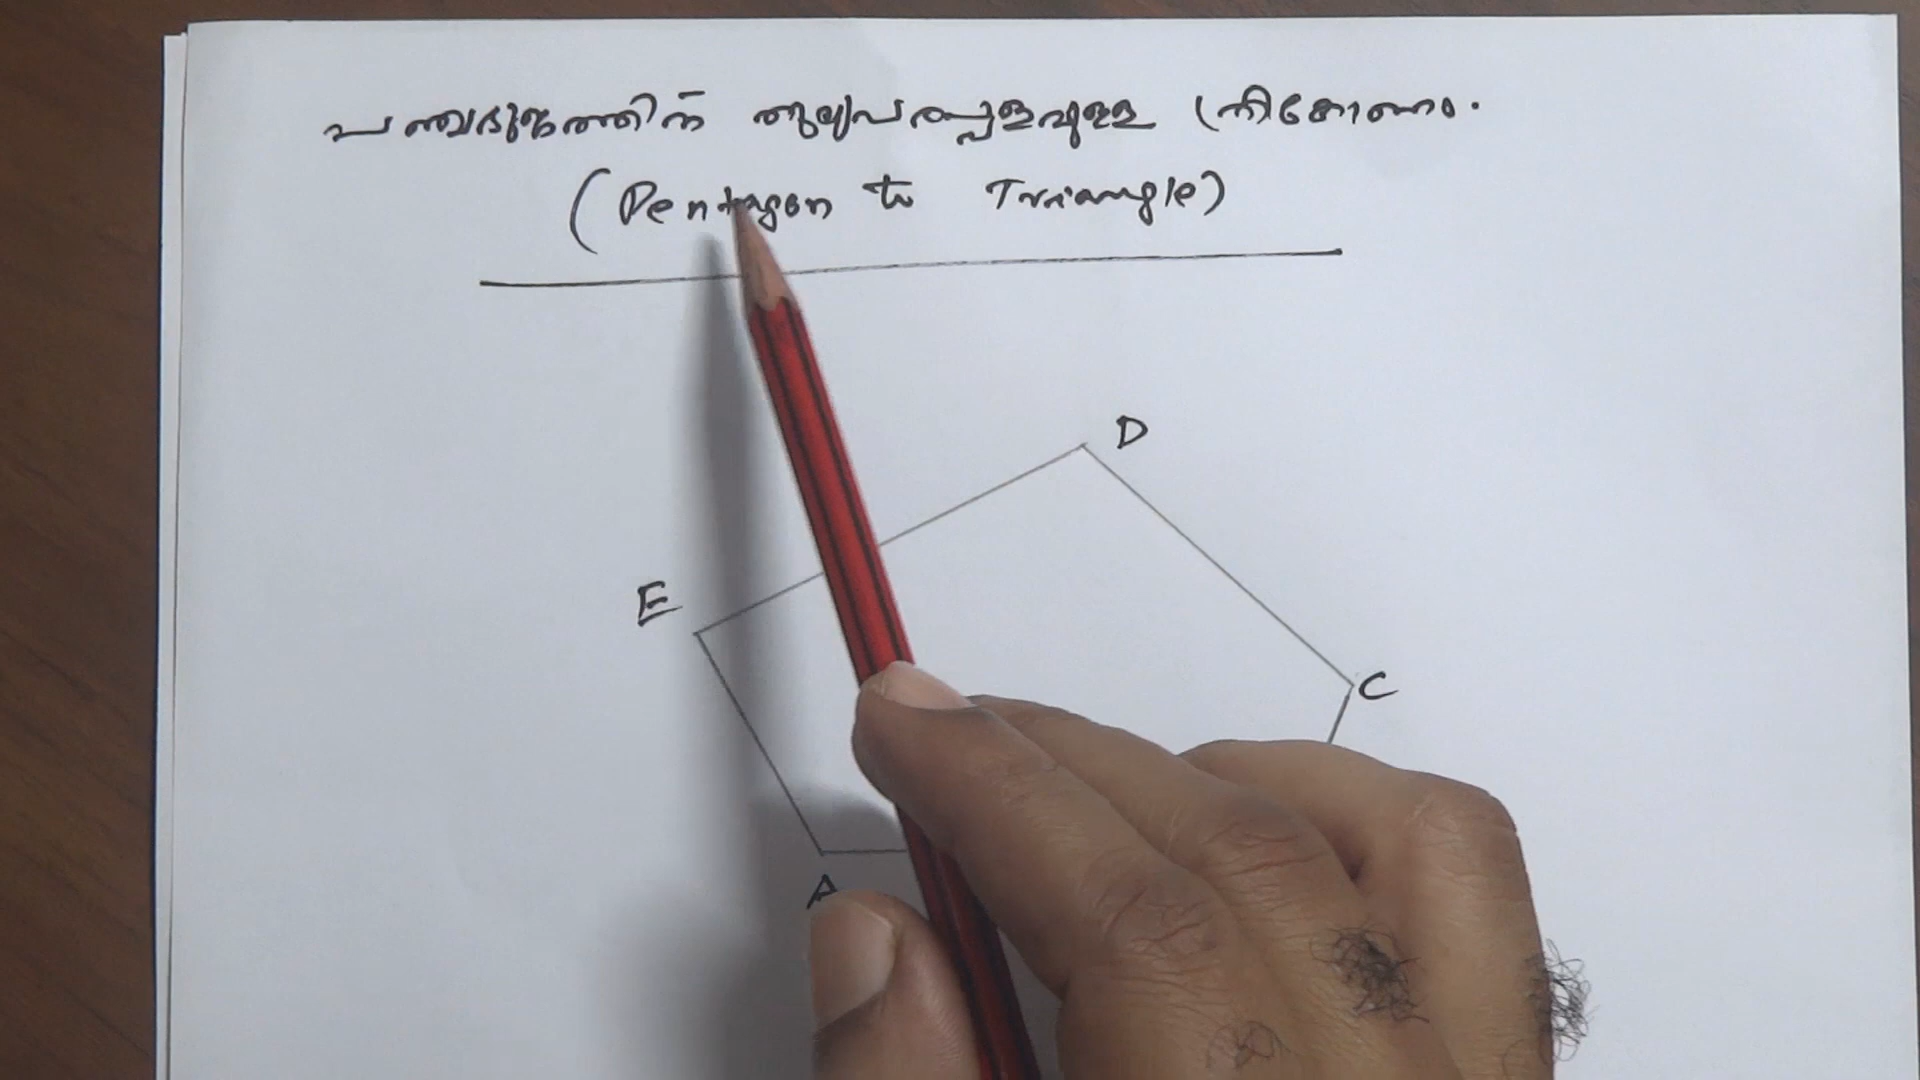 പഞ്ചഭുജത്തിന് തുല്യപരപ്പളവുള്ള ത്രികോണം.
(Pentagon to Triangle)
D
E
C
A